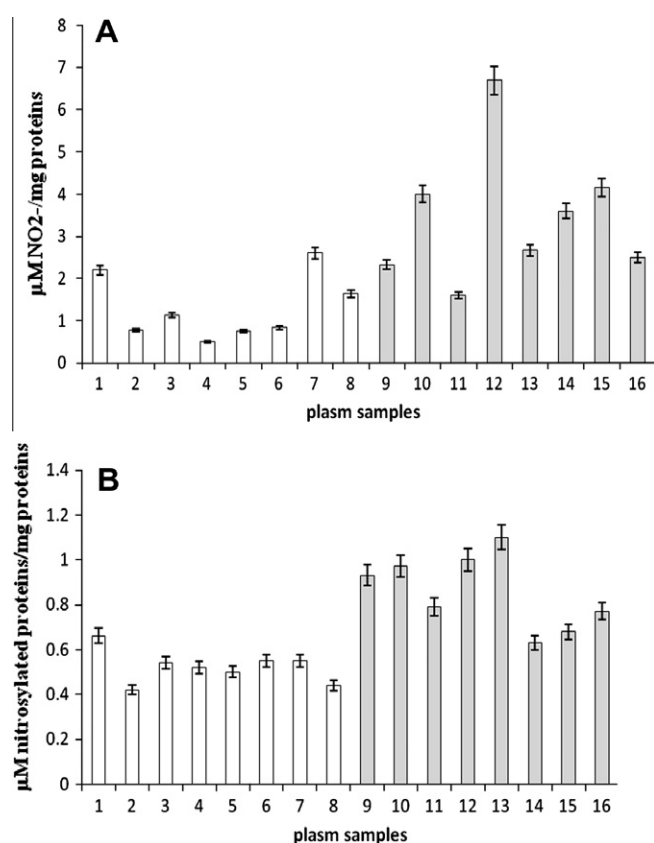 A
µM NO2-/mg proteins
8
7
6
5
4
3
2
1
0
1 2 3 4 5 6 7 8 9 10 11 12 13 14 15 16
plasm samples
B
µM nitrosylated proteins/mg proteins
1.4
1.2
1
0.8
0.6
0.4
0.2
0
1 2 3 4 5 6 7 8 9 10 11 12 13 14 15 16
plasm samples